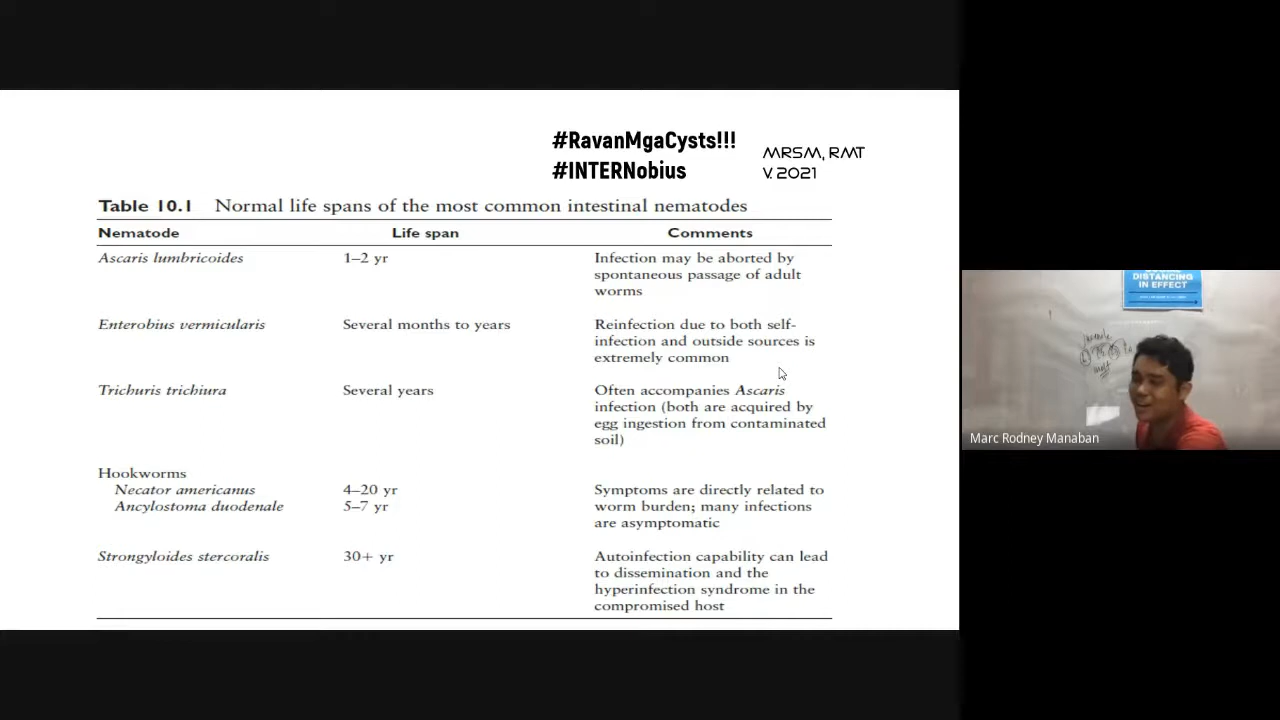 #RavanMgaCysts!!!
#INTERNobius
MRSM, RMT
V. 2021
Table 10.1 Normal life spans of the most common intestinal nematodes
Nematode Life span Comments
Ascaris lumbricoides 1–2 yr Infection may be aborted by
spontaneous passage of adult
worms
Enterobius vermicularis Several months to years Reinfection due to both self-
infection and outside sources is
extremely common
Trichuris trichiura Several years Often accompanies Ascaris
infection (both are acquired by
egg ingestion from contaminated
soil)
Hookworms
Necator americanus 4–20 yr Symptoms are directly related to
Ancylostoma duodenale 5–7 yr worm burden; many infections
are asymptomatic
Strongyloides stercoralis 30+ yr Autoinfection capability can lead
to dissemination and the
hyperinfection syndrome in the
compromised host
DISTANCING
IN EFFECT
Marc Rodney Manaban